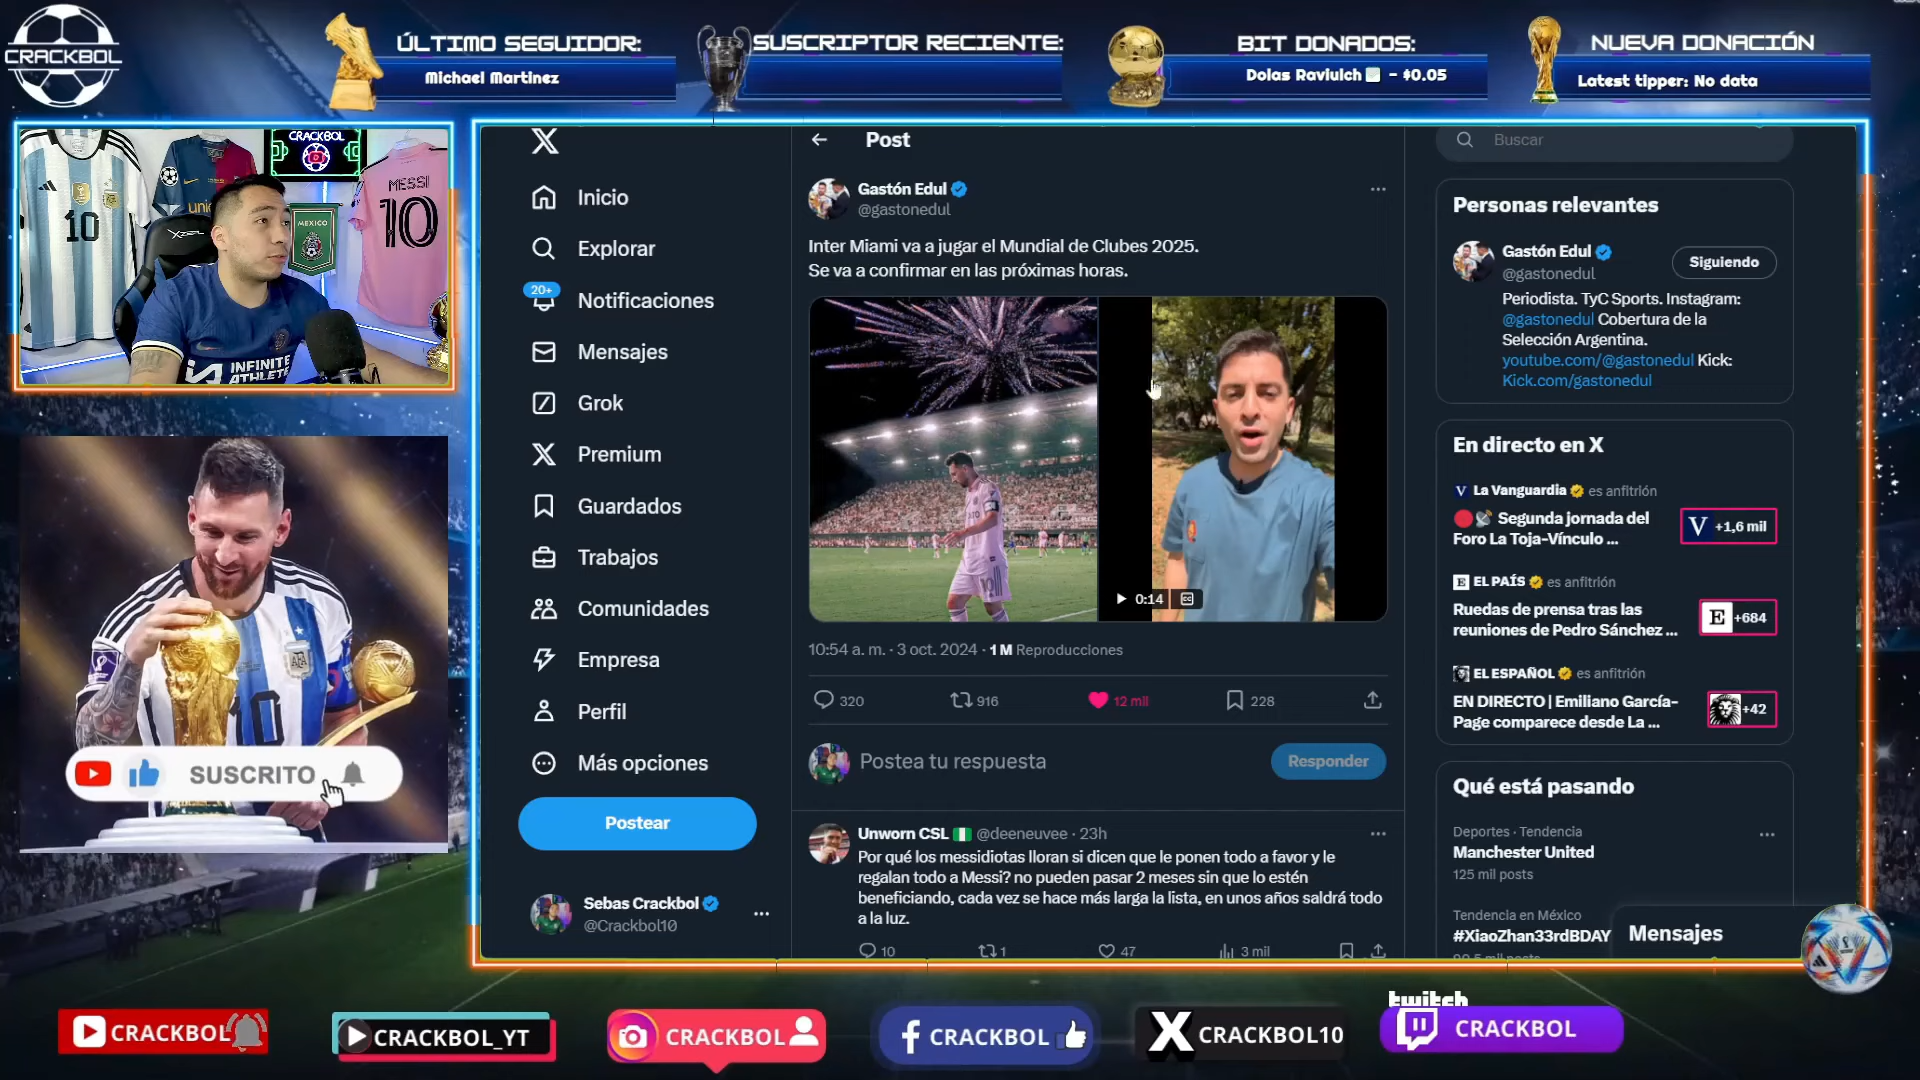 CRACKBOL
ÚLTIMO SEGUIDOR:
Michael Martinez
SUSCRIPTOR RECIENTE:
BIT DONADOS:
Dolas Raviulch - $0.05
NUEVA DONACIÓN
Latest tipper: No data
CRACKBOL
MESSI
10
10
MEXICO
INFINITE
ATHLETE
SUSCRITO
Inicio
Explorar
20+
Notificaciones
Mensajes
Grok
Premium
Guardados
Trabajos
Comunidades
Empresa
Perfil
Más opciones
Postear
Sebas Crackbol
@Crackbol10
Post
Gastón Edul
@gastonedul
Inter Miami va a jugar el Mundial de Clubes 2025.
Se va a confirmar en las próximas horas.
0:14
10:54 a. m. · 3 oct. 2024 · 1 M Reproducciones
320
916
12 mil
228
Postea tu respuesta
Responder
Unworn CSL @deeneuvee · 23h
Por qué los messidiotas lloran si dicen que le ponen todo a favor y le
regalan todo a Messi? no pueden pasar 2 meses sin que lo estén
beneficiando, cada vez se hace más larga la lista, en unos años saldrá todo
a la luz.
10
1
47
3 mil
Buscar
Personas relevantes
Gastón Edul
@gastonedul
Siguiendo
Periodista. TyC Sports. Instagram:
@gastonedul Cobertura de la
Selección Argentina.
youtube.com/@gastonedul Kick:
Kick.com/gastonedul
En directo en X
La Vanguardia es anfitrión
Segunda jornada del
Foro La Toja-Vínculo ...
+1,6 mil
EL PAÍS es anfitrión
Ruedas de prensa tras las
reuniones de Pedro Sánchez ...
+684
EL ESPAÑOL es anfitrión
EN DIRECTO | Emiliano García-
Page comparece desde La ...
+42
Qué está pasando
Deportes · Tendencia
Manchester United
125 mil posts
Tendencia en México
#XiaoZhan33rdBDAY
Mensajes
CRACKBOL
CRACKBOL_YT
CRACKBOL
CRACKBOL
CRACKBOL10
twitch
CRACKBOL